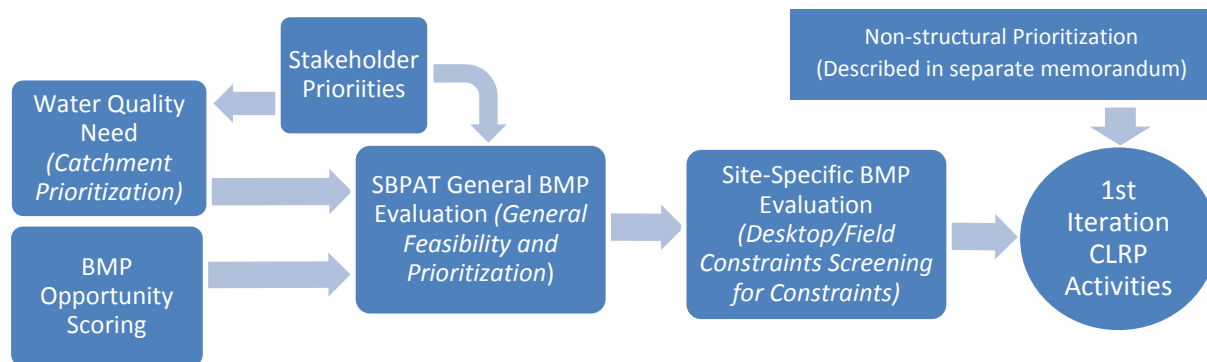 Stakeholder
Prioriities
Water Quality
Need
(Catchment
Prioritization)
BMP
Opportunity
Scoring
SBPAT General BMP
Evaluation (General
Feasibility and
Prioritization)
Site-Specific BMP
Evaluation
(Desktop/Field
Constraints Screening
for Constraints)
Non-structural Prioritization
(Described in separate memorandum)
1st
Iteration
CLRP
Activities